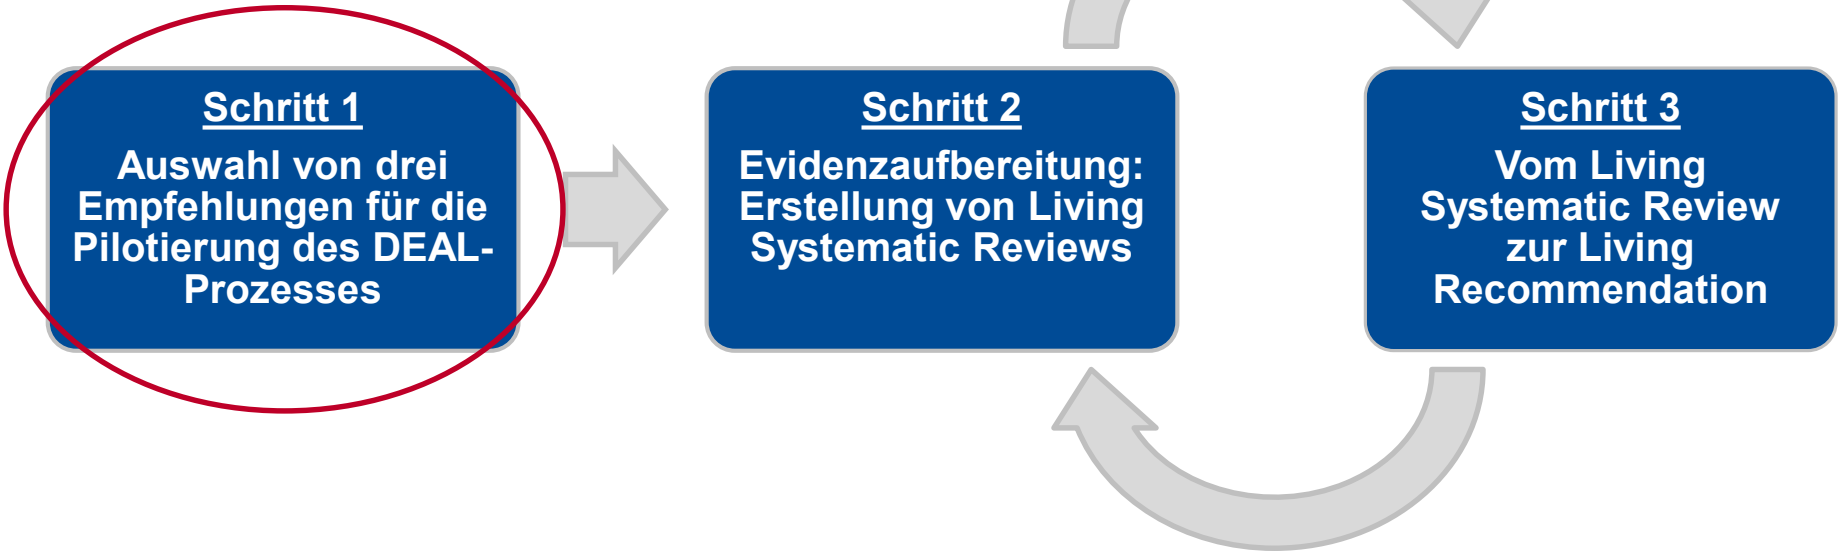 Schritt 1
Auswahl von drei
Empfehlungen für die
Pilotierung des DEAL-
Prozesses
Schritt 2
Evidenzaufbereitung:
Erstellung von Living
Systematic Reviews
Schritt 3
Vom Living
Systematic Review
zur Living
Recommendation